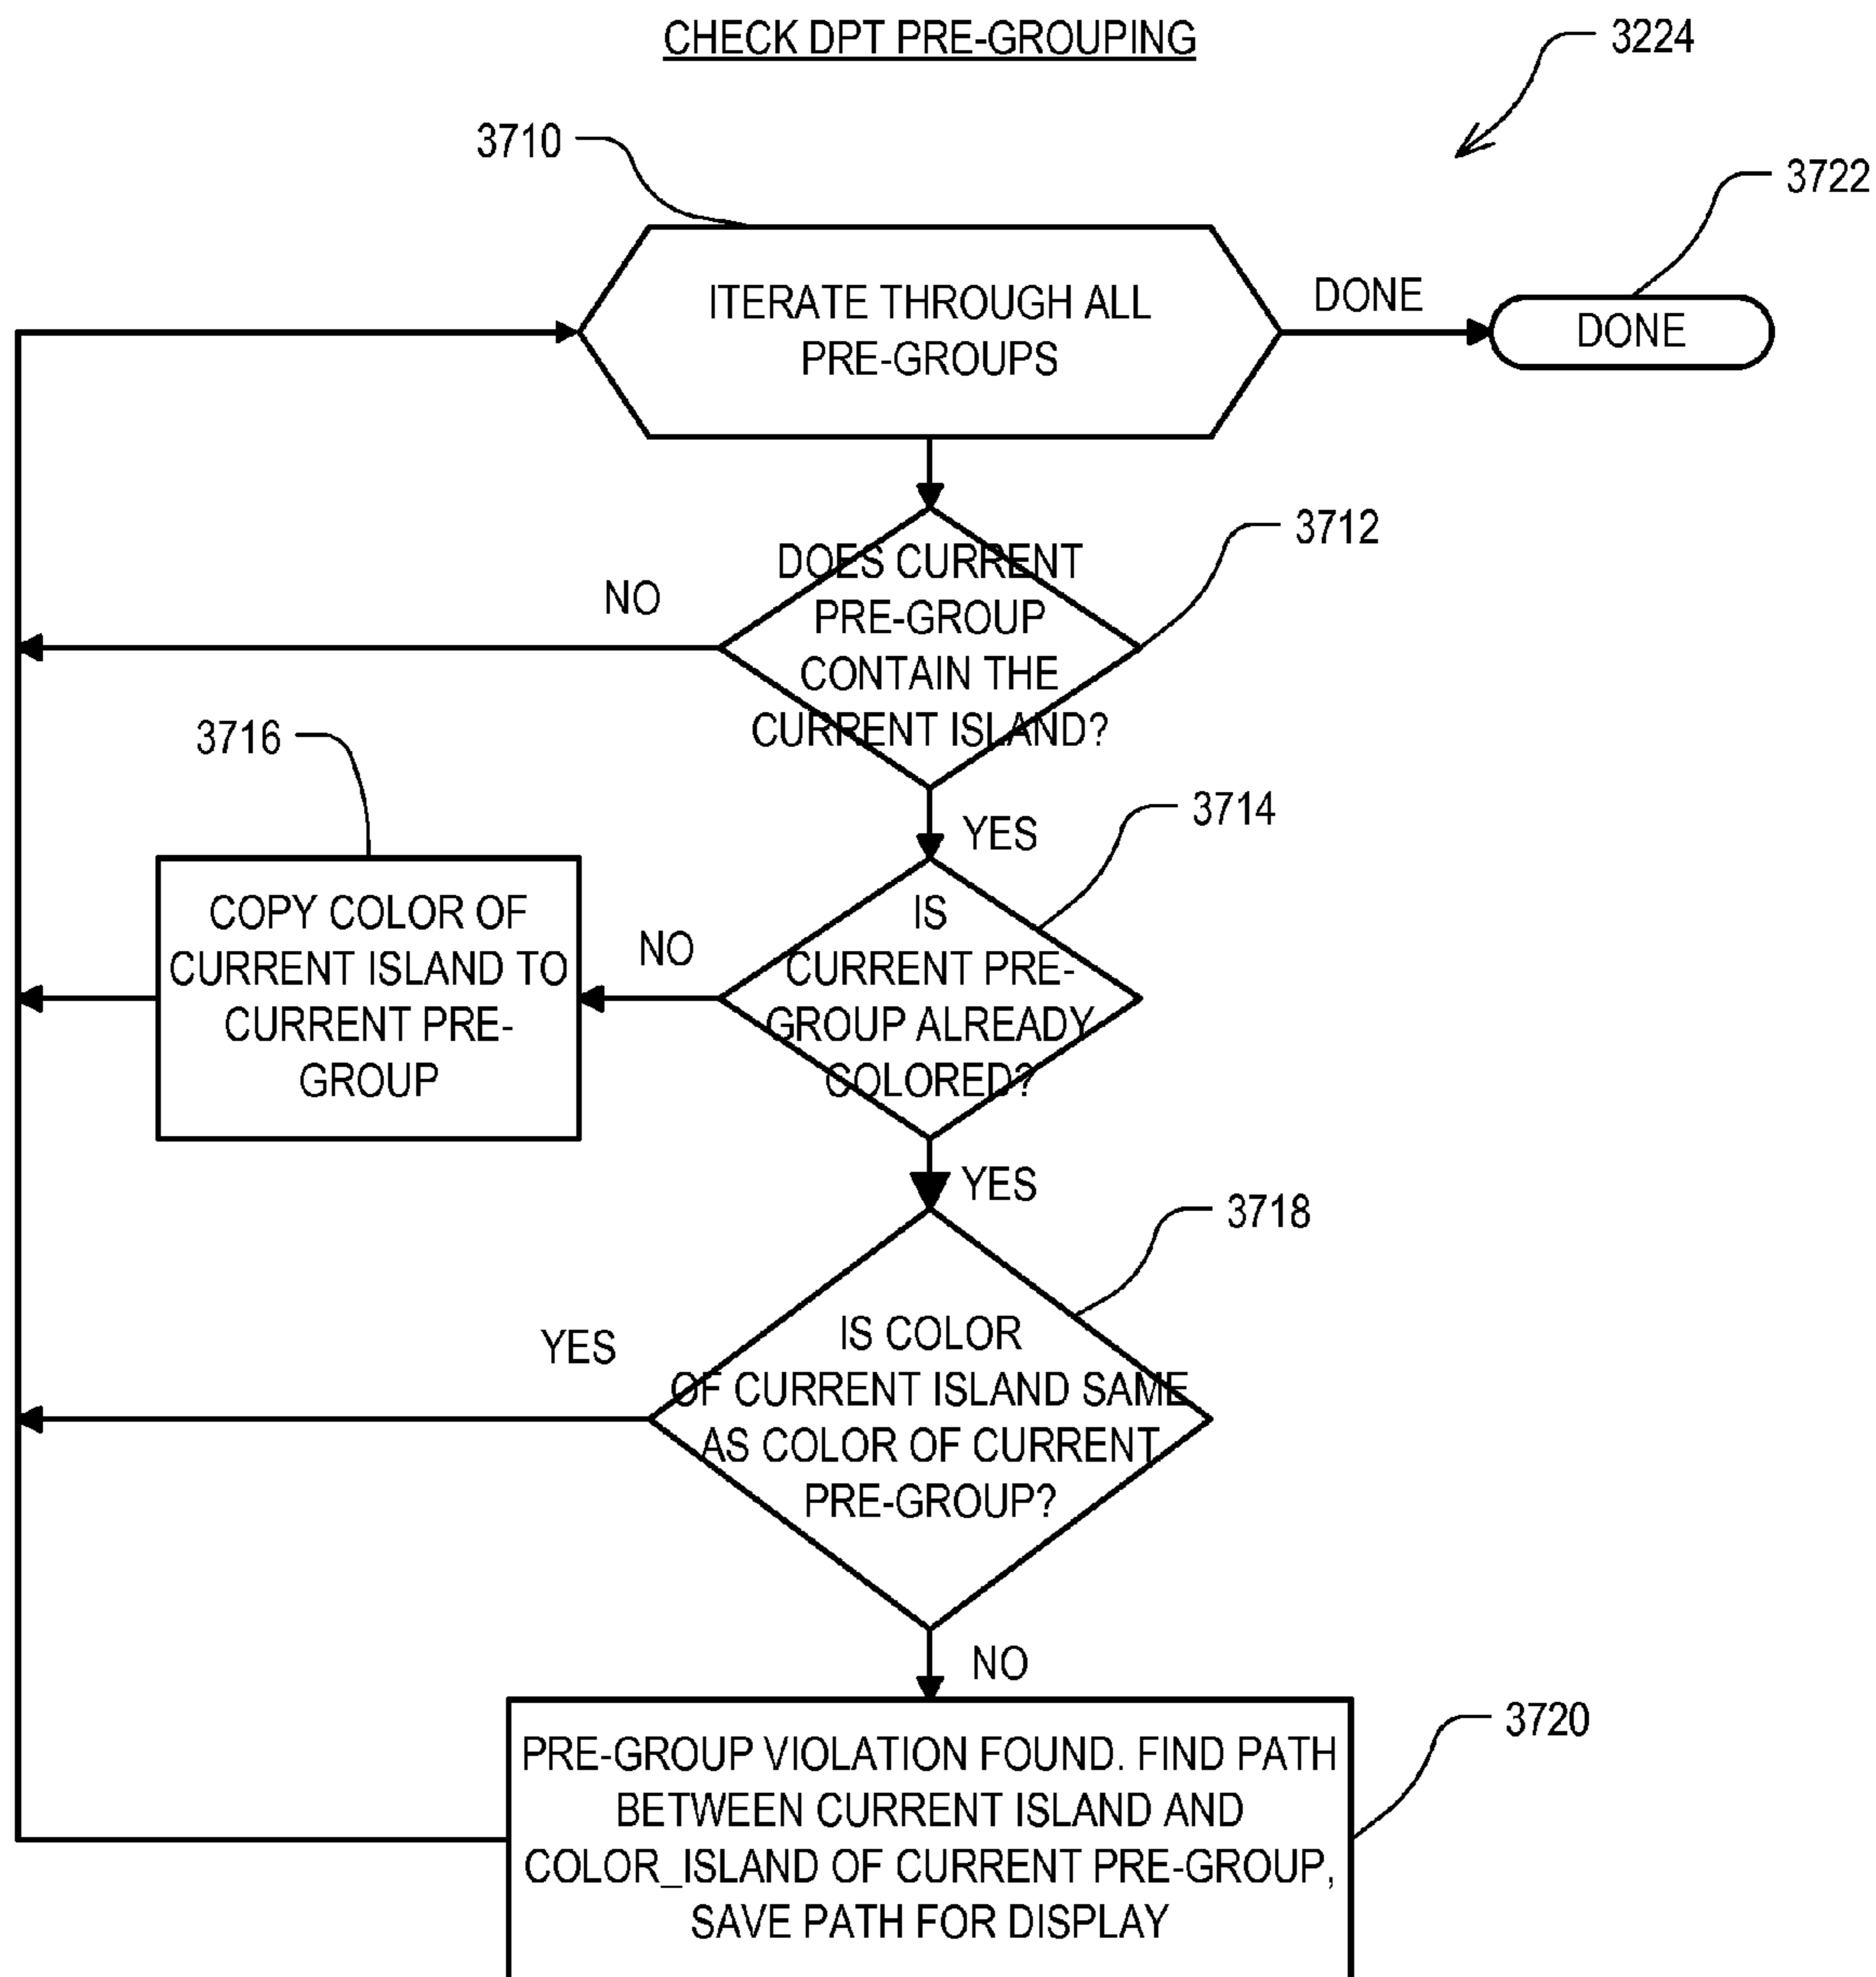 CHECK DPT PRE-GROUPING
3224
3710
3722
ITERATE THROUGH ALL
PRE-GROUPS
DONE
DONE
3712
DOES CURRENT
PRE-GROUP
CONTAIN THE
CURRENT ISLAND?
NO
3716
3714
YES
COPY COLOR OF
CURRENT ISLAND TO
CURRENT PRE-
GROUP
NO
IS
CURRENT PRE-
GROUP ALREADY
COLORED?
YES
3718
YES
IS COLOR
OF CURRENT ISLAND SAME
AS COLOR OF CURRENT
PRE-GROUP?
NO
3720
PRE-GROUP VIOLATION FOUND. FIND PATH
BETWEEN CURRENT ISLAND AND
COLOR_ISLAND OF CURRENT PRE-GROUP,
SAVE PATH FOR DISPLAY